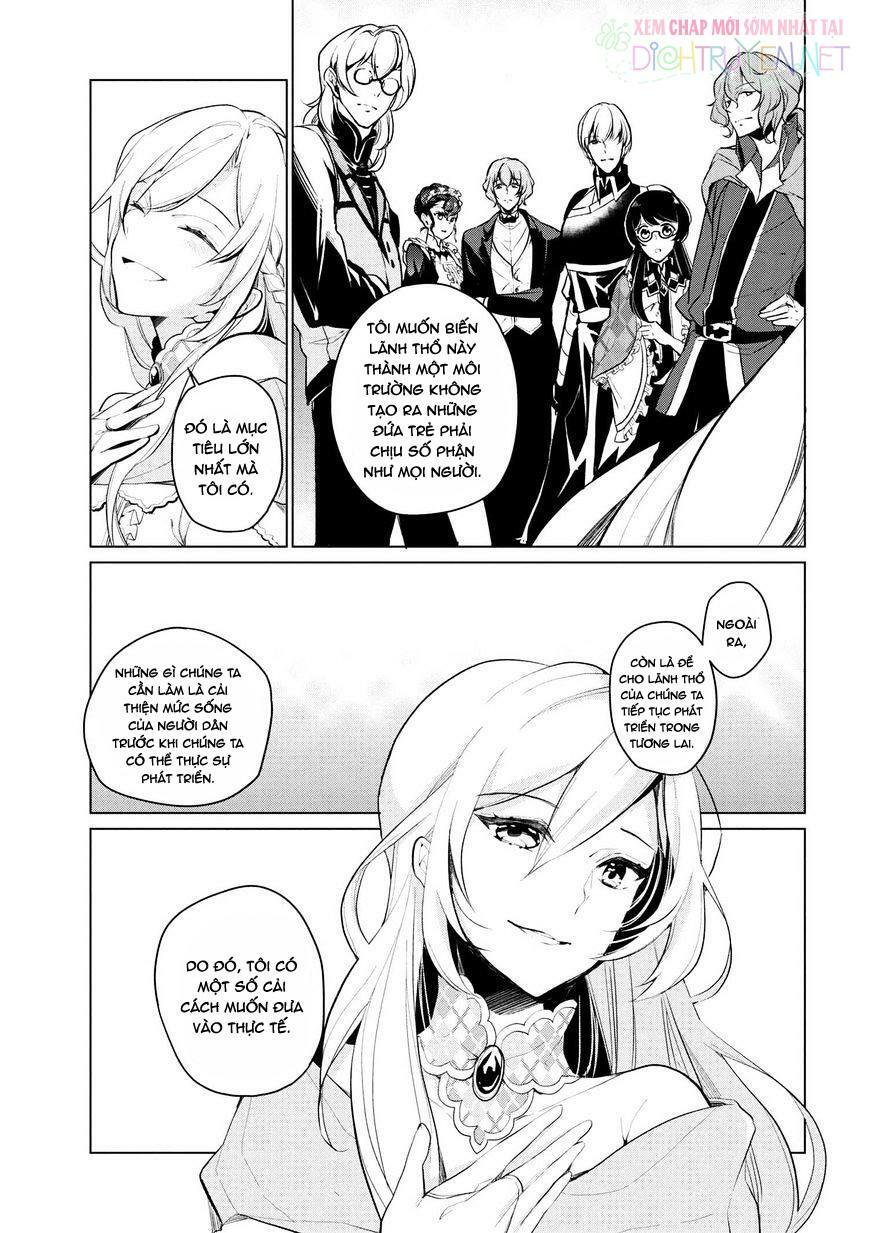 XEM CHAP MỚI SỚM NHẤT TẠI
DICHTRUYEN.NET
TÔI MUỐN BIẾN
LÃNH THỔ NÀY
THÀNH MỘT MÔI
TRƯỜNG KHÔNG
TẠO RA NHỮNG
ĐỨA TRẺ PHẢI
CHỊU SỐ PHẬN
NHƯ MỌI NGƯỜI.
ĐÓ LÀ MỤC
TIÊU LỚN
NHẤT MÀ
TÔI CÓ.
NGOÀI
RA,
CÒN LÀ ĐỂ
CHO LÃNH THỔ
CỦA CHÚNG TA
TIẾP TỤC PHÁT
TRIỂN TRONG
TƯƠNG LAI.
NHỮNG GÌ CHÚNG TA
CẦN LÀM LÀ CẢI
THIỆN MỨC SỐNG
CỦA NGƯỜI DÂN
TRƯỚC KHI CHÚNG TA
CÓ THỂ THỰC SỰ
PHÁT TRIỂN.
DO ĐÓ, TÔI CÓ
MỘT SỐ CẢI
CÁCH MUỐN ĐƯA
VÀO THỰC TẾ.